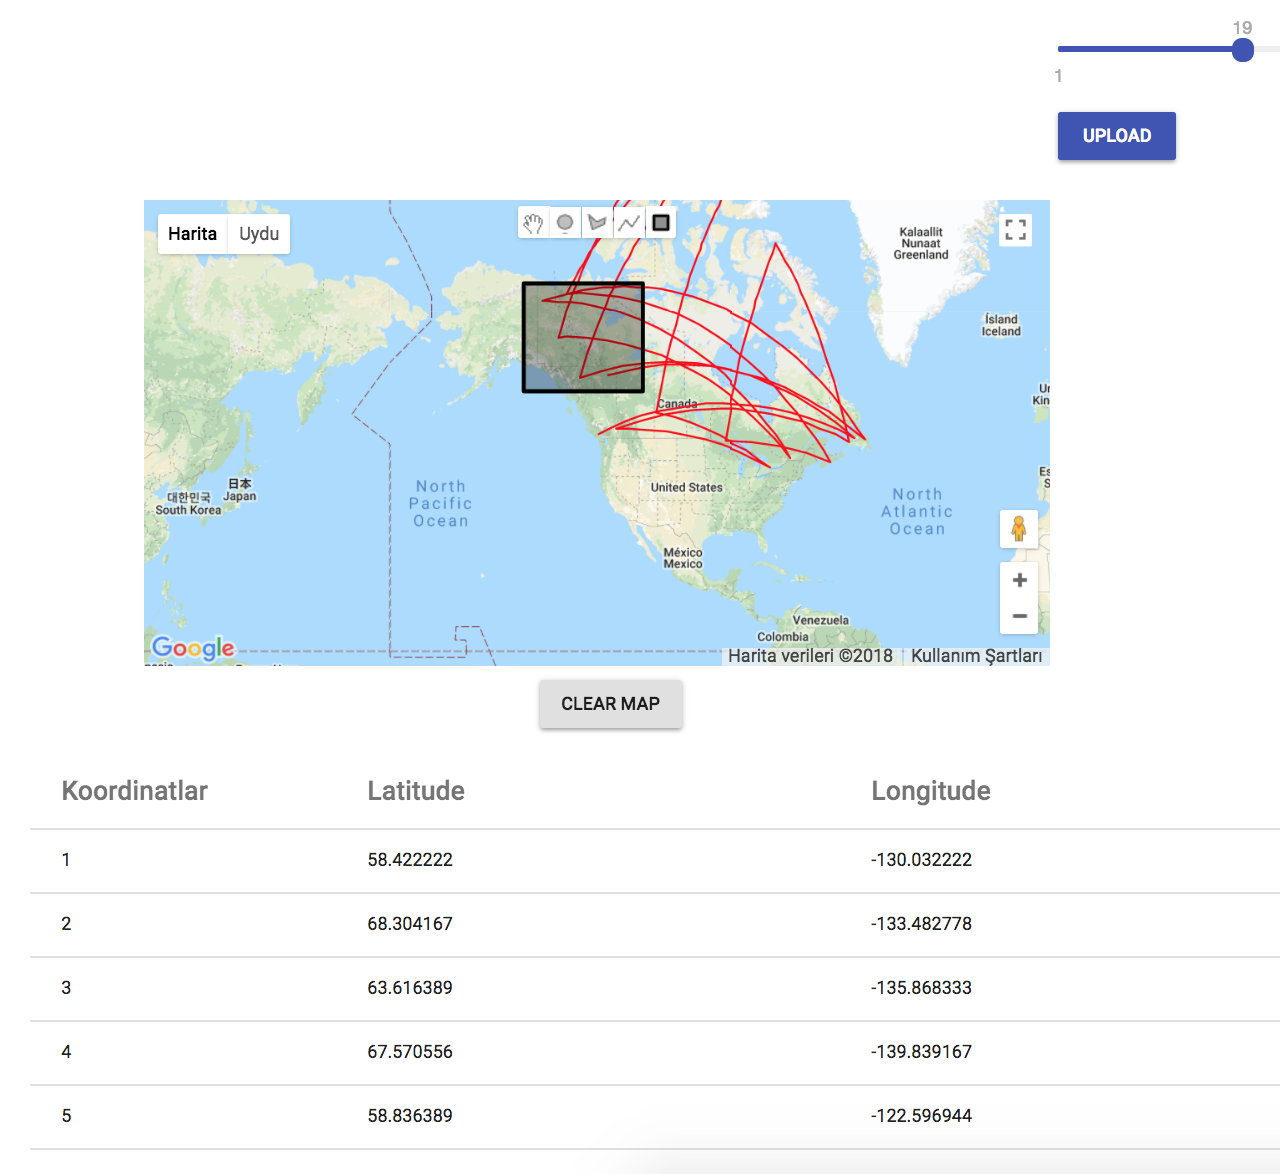 19
1
UPLOAD
Harita Uydu
Kalaallit
Nunaat
Greenland
Ísland
Iceland
Canada
日本
Japan
대한민국
South Korea
North
Pacific
Ocean
United States
North
Atlantic
Ocean
México
Mexico
Venezuela
Colombia
Google
Harita verileri ©2018 Kullanım Şartları
CLEAR MAP
Koordinatlar Latitude Longitude
1 58.422222 -130.032222
2 68.304167 -133.482778
3 63.616389 -135.868333
4 67.570556 -139.839167
5 58.836389 -122.596944